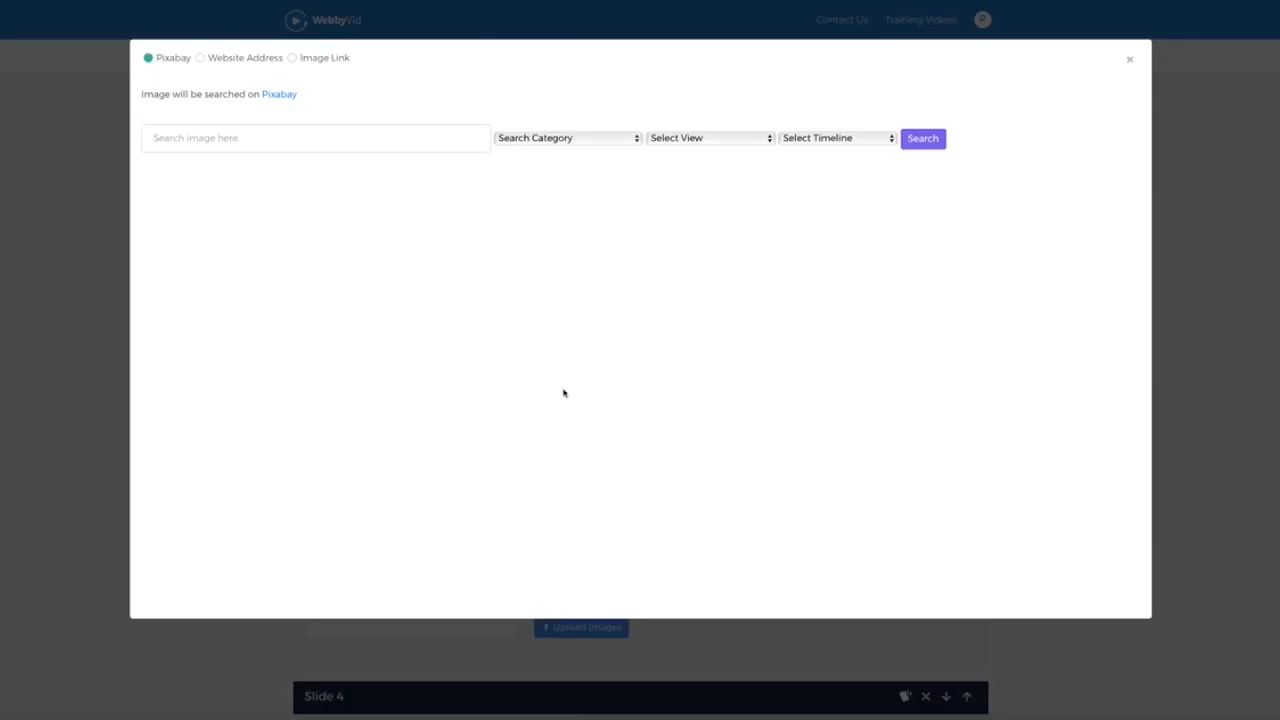 WebbyVid
Contact Us Training Videos P
Pixabay Website Address Image Link ×
Image will be searched on Pixabay
Search image here Search Category Select View Select Timeline Search
Upload Images
Slide 4